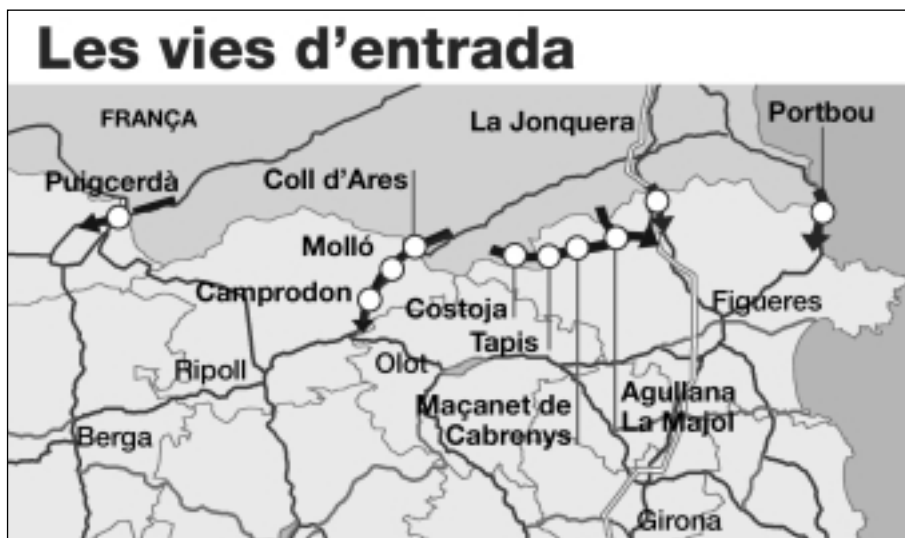 Les vies d'entrada
FRANÇA
La Jonquera
Portbou
Puigcerdà
Coll d'Ares
Molló
Camprodon
Costoja
Figueres
Tapis
Ripoll
Olot
Maçanet de
Cabrenys
Agullana
La Majol
Berga
Girona